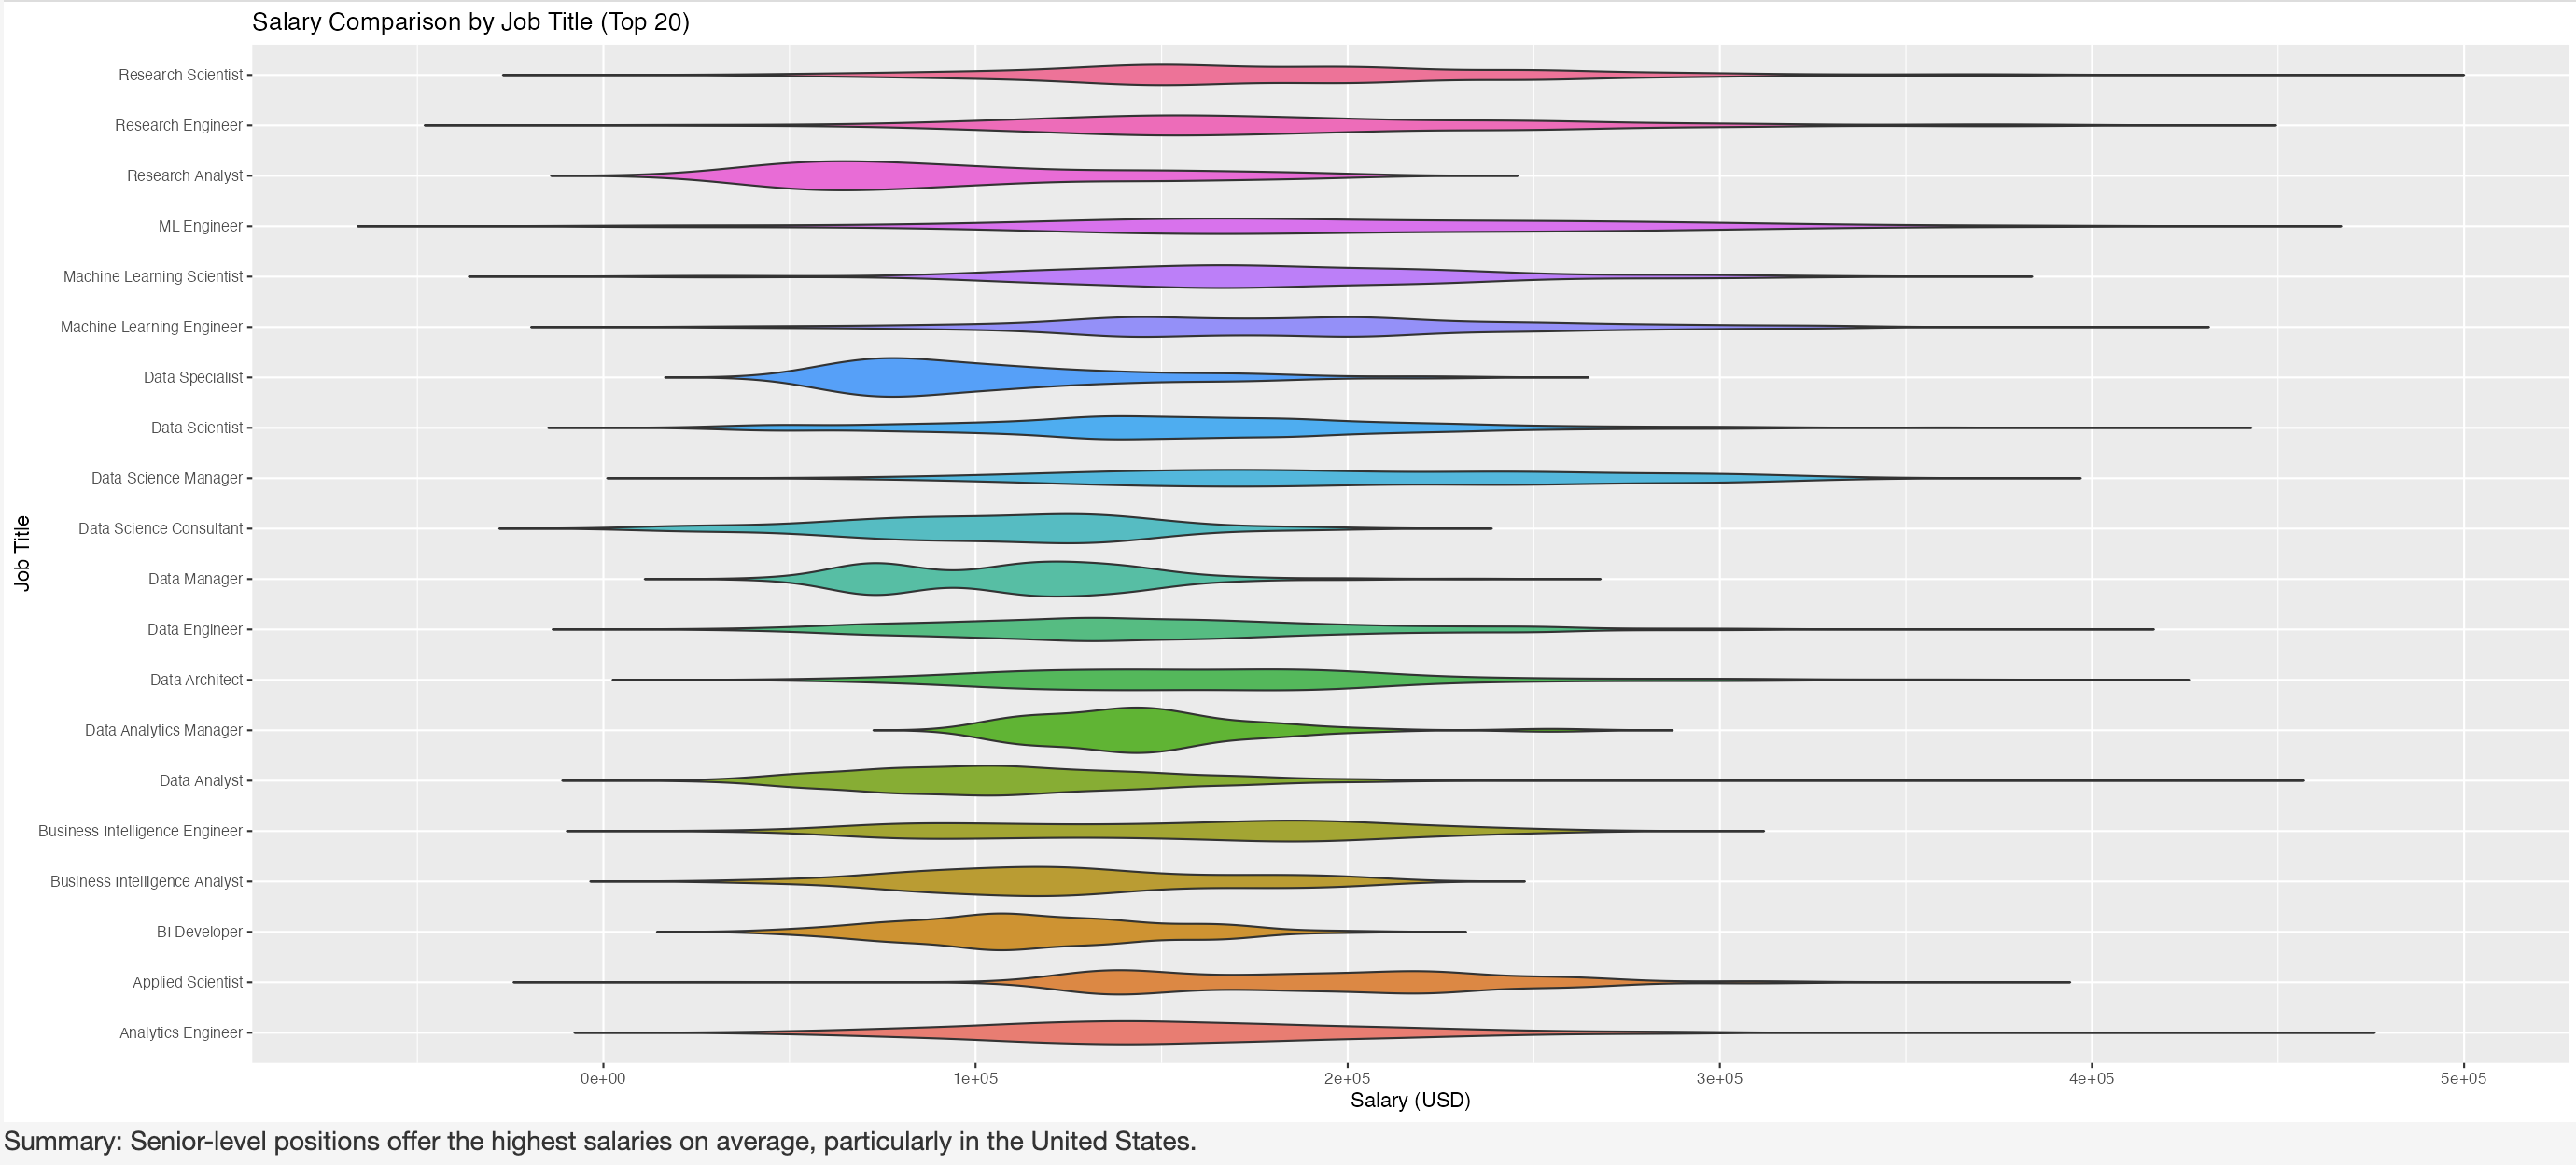 Salary Comparison by Job Title (Top 20)
Research Scientist
Research Engineer
Research Analyst
ML Engineer
Machine Learning Scientist
Machine Learning Engineer
Data Specialist
Data Scientist
Data Science Manager
Data Science Consultant
Data Manager
Data Engineer
Data Architect
Data Analytics Manager
Data Analyst
Business Intelligence Engineer
Business Intelligence Analyst
BI Developer
Applied Scientist
Analytics Engineer
Job Title
0e+00 1e+05 2e+05 3e+05 4e+05 5e+05
Salary (USD)
Summary: Senior-level positions offer the highest salaries on average, particularly in the United States.